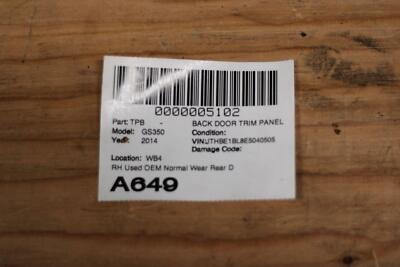 0000005102
Part: TPB - BACK DOOR TRIM PANEL
Model: GS350 Condition:
Year: 2014 VIN:JTHBE1BL8E5040505
Damage Code:
Location: WB4
RH Used OEM Normal Wear Rear D
A649